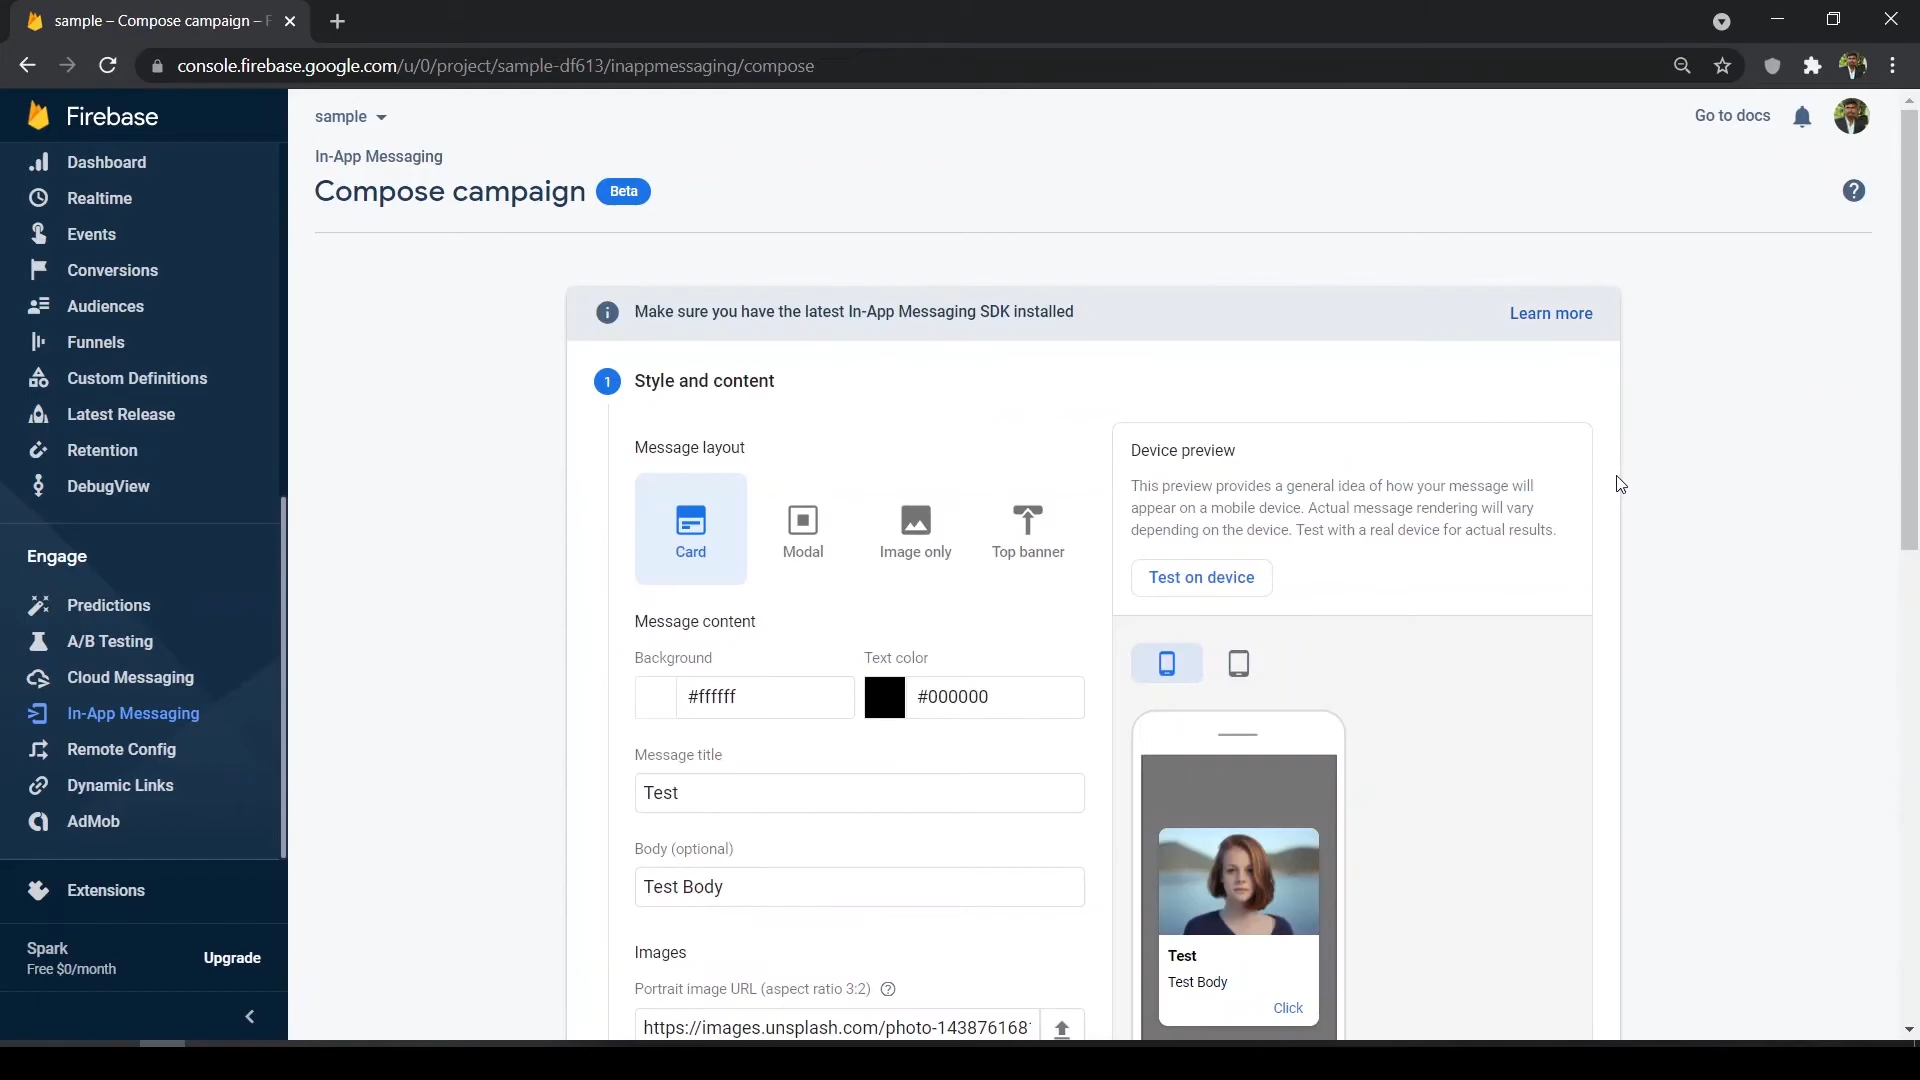 sample – Compose campaign – F
console.firebase.google.com/u/0/project/sample-df613/inappmessaging/compose
Firebase
Dashboard
Realtime
Events
Conversions
Audiences
Funnels
Custom Definitions
Latest Release
Retention
DebugView
Engage
Predictions
A/B Testing
Cloud Messaging
In-App Messaging
Remote Config
Dynamic Links
AdMob
Extensions
Spark
Free $0/month
Upgrade
sample
Go to docs
In-App Messaging
Compose campaign Beta
Make sure you have the latest In-App Messaging SDK installed
Learn more
1 Style and content
Message layout
Card
Modal
Image only
Top banner
Message content
Background
Text color
#ffffff
#000000
Message title
Test
Body (optional)
Test Body
Images
Portrait image URL (aspect ratio 3:2)
https://images.unsplash.com/photo-143876168
Device preview
This preview provides a general idea of how your message will
appear on a mobile device. Actual message rendering will vary
depending on the device. Test with a real device for actual results.
Test on device
Test
Test Body
Click